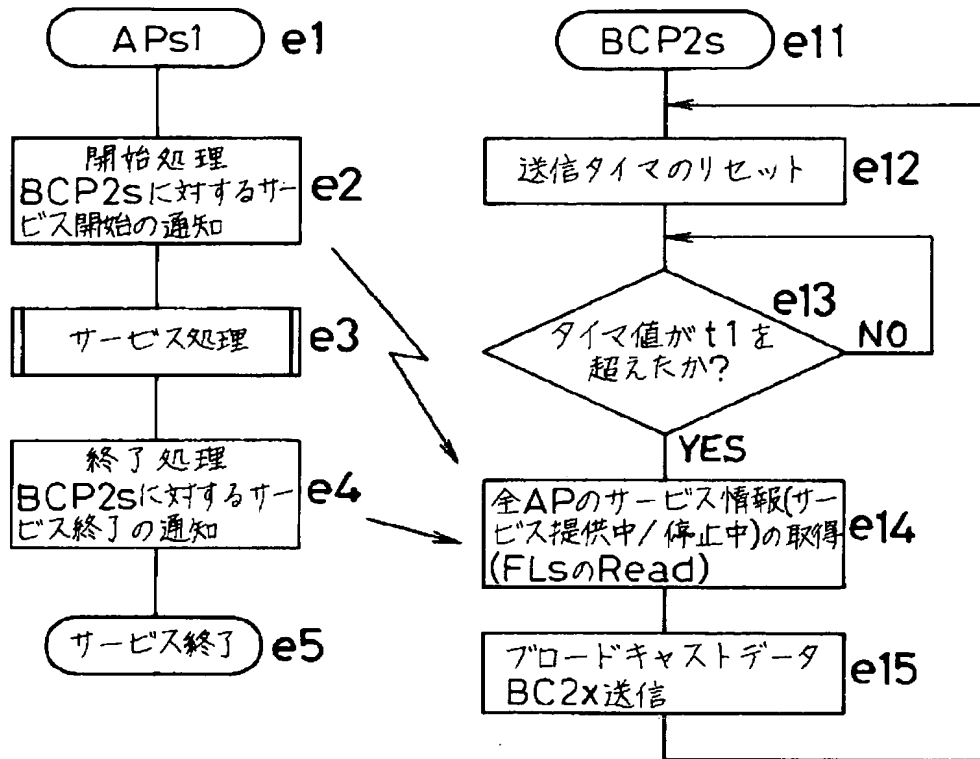 APs1
e1
開始処理
BCP2sに対するサー
ビス開始の通知
e2
サービス処理
e3
終了処理
BCP2sに対するサー
ビス終了の通知
e4
サービス終了
e5
BCP2s
e11
送信タイマのリセット
e12
e13
タイマ値がt1を
超えたか?
NO
YES
全APのサービス情報(サー
ビス提供中/停止中)の取得
(FLsのRead)
e14
ブロードキャストデータ
BC2x送信
e15